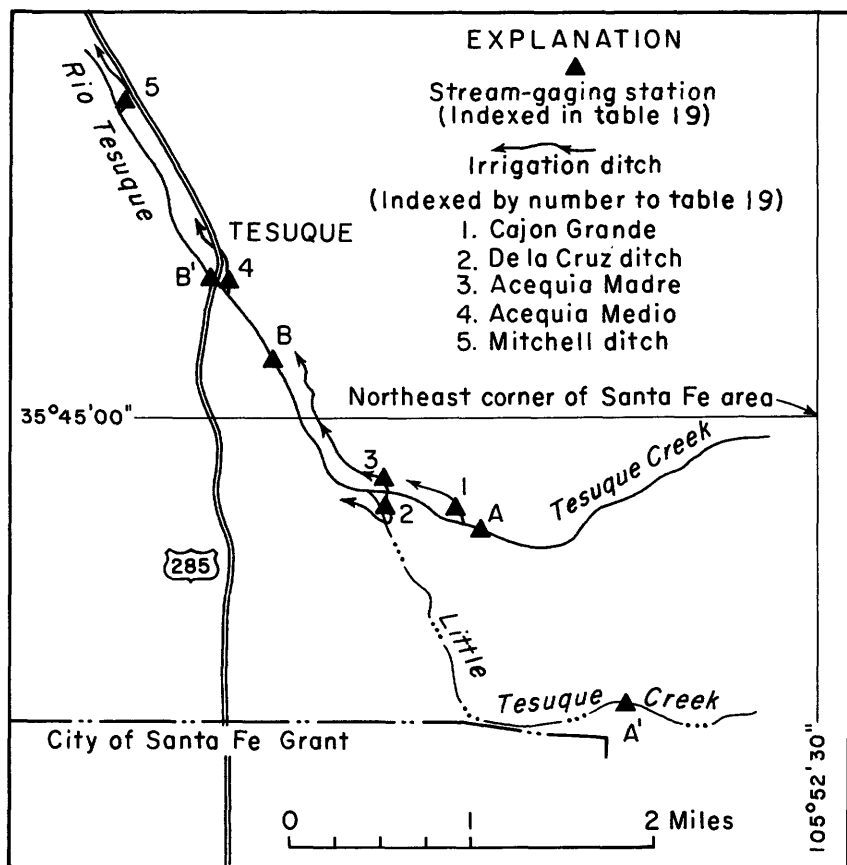 EXPLANATION
Stream-gaging station
(Indexed in table 19)
Irrigation ditch
(Indexed by number to table 19)
1. Cajon Grande
2. De la Cruz ditch
3. Acequia Madre
4. Acequia Medio
5. Mitchell ditch
5
Rio Tesuque
TESUQUE
B'
4
B
Northeast corner of Santa Fe area
35°45'00"
3
1
2
A
Tesuque Creek
285
Little
Tesuque Creek
A'
City of Santa Fe Grant
105°52'30"
0 1 2 Miles